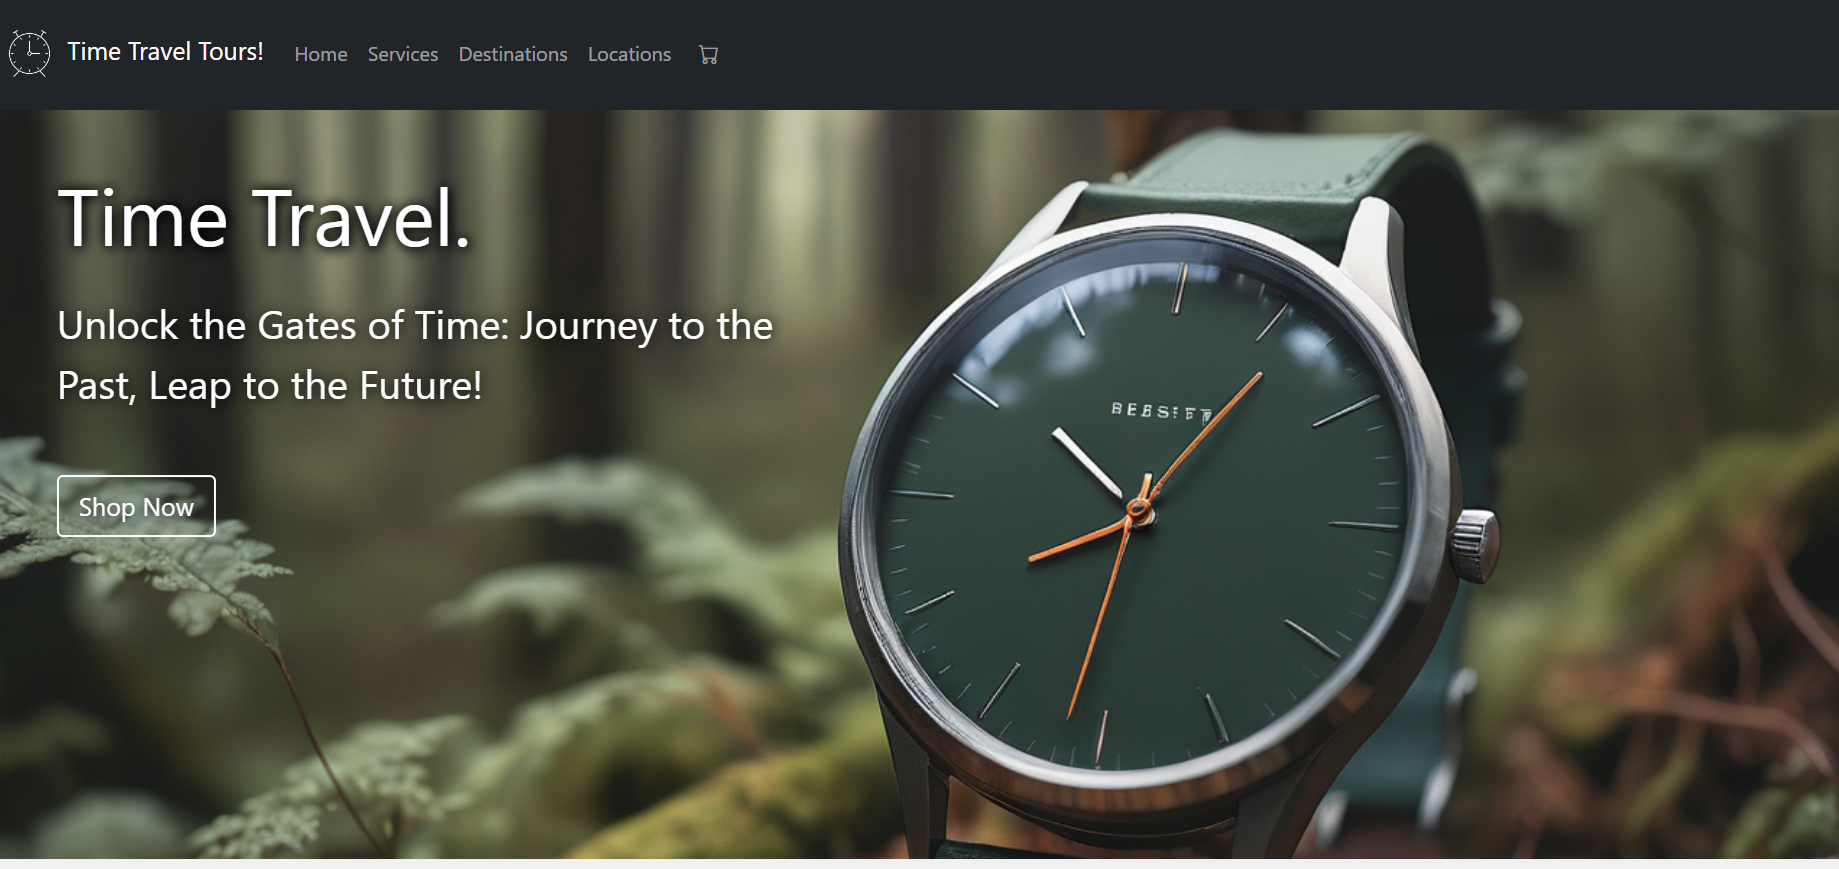 Time Travel Tours!
Home
Services
Destinations
Locations
Time Travel.
Unlock the Gates of Time: Journey to the
Past, Leap to the Future!
Shop Now